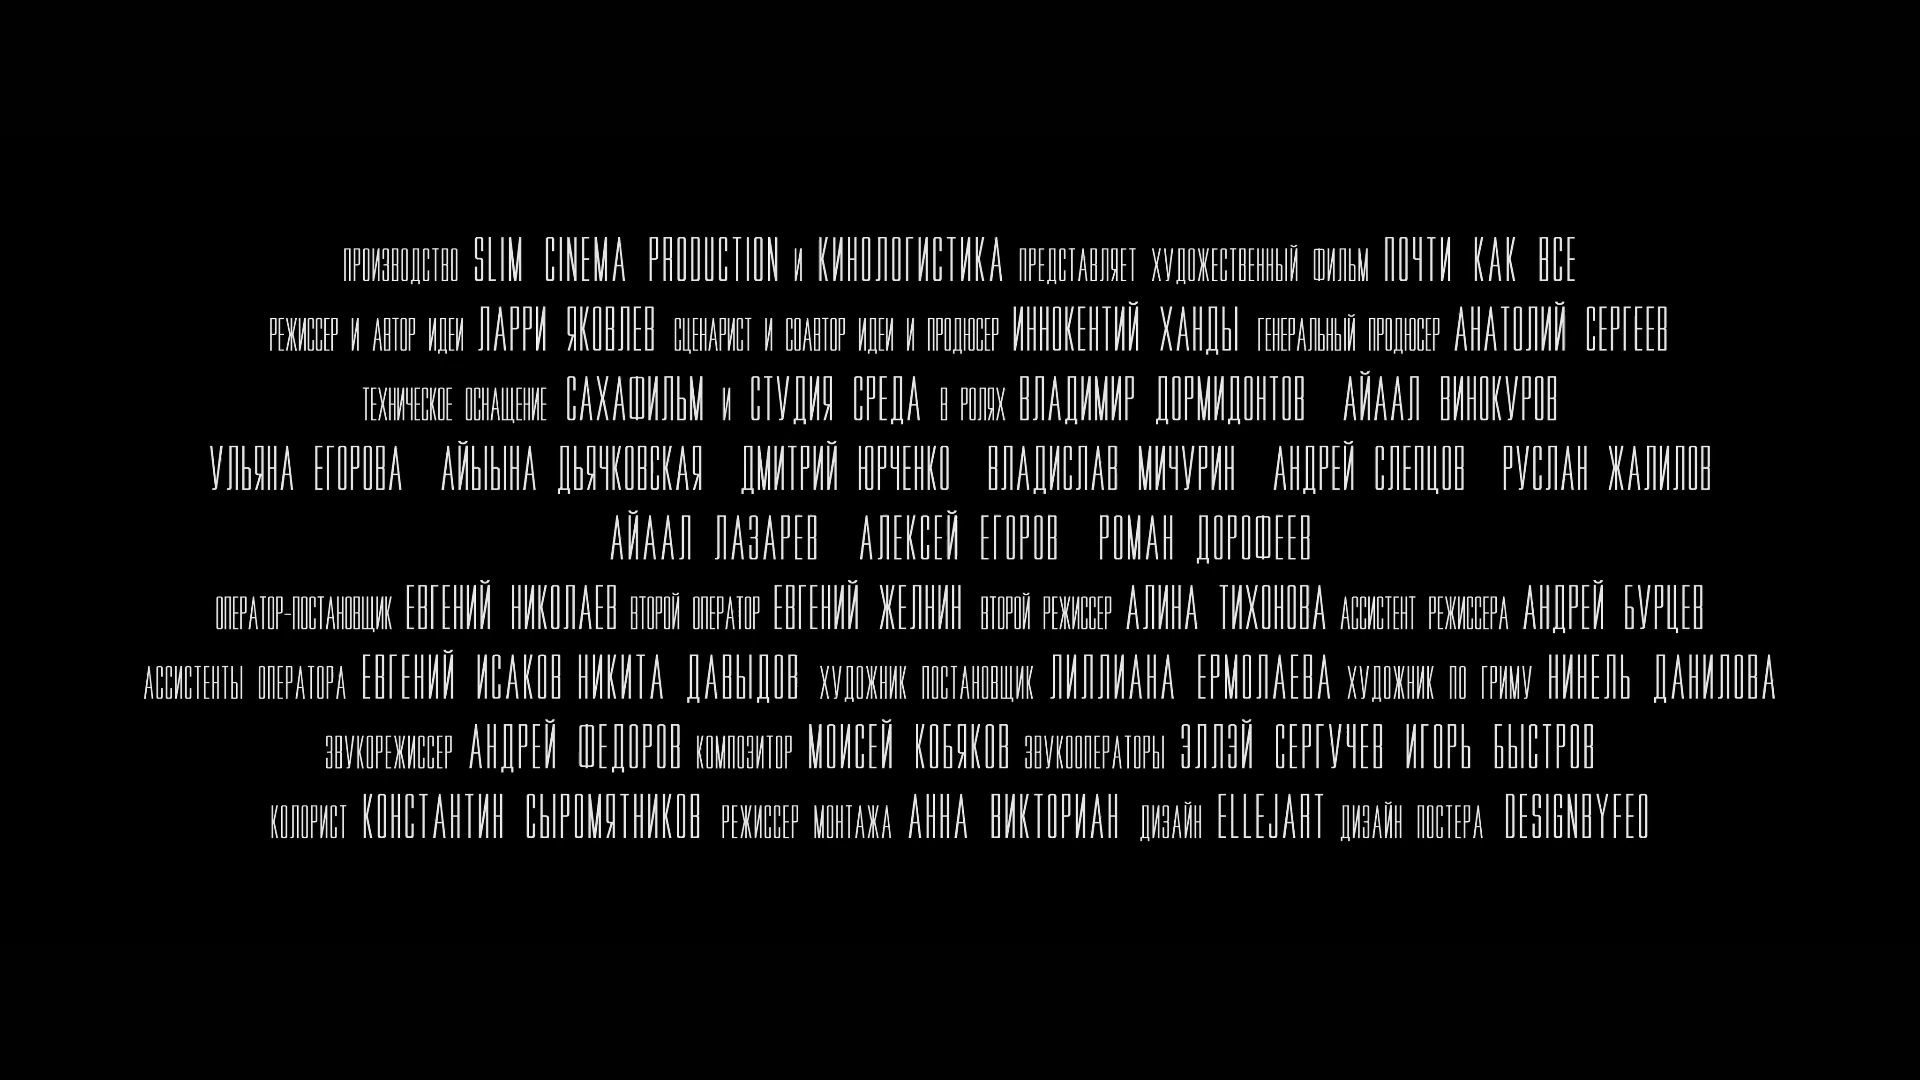 ПРОИЗВОДСТВО SLIM CINEMA PRODUCTION И КИНОЛОГИСТИКА ПРЕДСТАВЛЯЕТ ХУДОЖЕСТВЕННЫЙ ФИЛЬМ ПОЧТИ КАК ВСЕ
РЕЖИССЕР И АВТОР ИДЕИ ЛАРРИ ЯКОВЛЕВ СЦЕНАРИСТ И СОАВТОР ИДЕИ И ПРОДЮСЕР ИННОКЕНТИЙ ХАНДЫ ГЕНЕРАЛЬНЫЙ ПРОДЮСЕР АНАТОЛИЙ СЕРГЕЕВ
ТЕХНИЧЕСКОЕ ОСНАЩЕНИЕ САХАФИЛЬМ И СТУДИЯ СРЕДА В РОЛЯХ ВЛАДИМИР ДОРМИДОНТОВ АЙААЛ ВИНОКУРОВ
УЛЬЯНА ЕГОРОВА АЙЫЫНА ДЬЯЧКОВСКАЯ ДМИТРИЙ ЮРЧЕНКО ВЛАДИСЛАВ МИЧУРИН АНДРЕЙ СЛЕПЦОВ РУСЛАН ЖАЛИЛОВ
АЙААЛ ЛАЗАРЕВ АЛЕКСЕЙ ЕГОРОВ РОМАН ДОРОФЕЕВ
ОПЕРАТОР-ПОСТАНОВЩИК ЕВГЕНИЙ НИКОЛАЕВ ВТОРОЙ ОПЕРАТОР ЕВГЕНИЙ ЖЕЛНИН ВТОРОЙ РЕЖИССЕР АЛИНА ТИХОНОВА АССИСТЕНТ РЕЖИССЕРА АНДРЕЙ БУРЦЕВ
АССИСТЕНТЫ ОПЕРАТОРА ЕВГЕНИЙ ИСАКОВ НИКИТА ДАВЫДОВ ХУДОЖНИК ПОСТАНОВЩИК ЛИЛЛИАНА ЕРМОЛАЕВА ХУДОЖНИК ПО ГРИМУ НИНЕЛЬ ДАНИЛОВА
ЗВУКОРЕЖИССЕР АНДРЕЙ ФЕДОРОВ КОМПОЗИТОР МОИСЕЙ КОБЯКОВ ЗВУКООПЕРАТОРЫ ЭЛЛЭЙ СЕРГУЧЕВ ИГОРЬ БЫСТРОВ
КОЛОРИСТ КОНСТАНТИН СЫРОМЯТНИКОВ РЕЖИССЕР МОНТАЖА АННА ВИКТОРИАН ДИЗАЙН ELLEJART ДИЗАЙН ПОСТЕРА DESIGNBYFEO